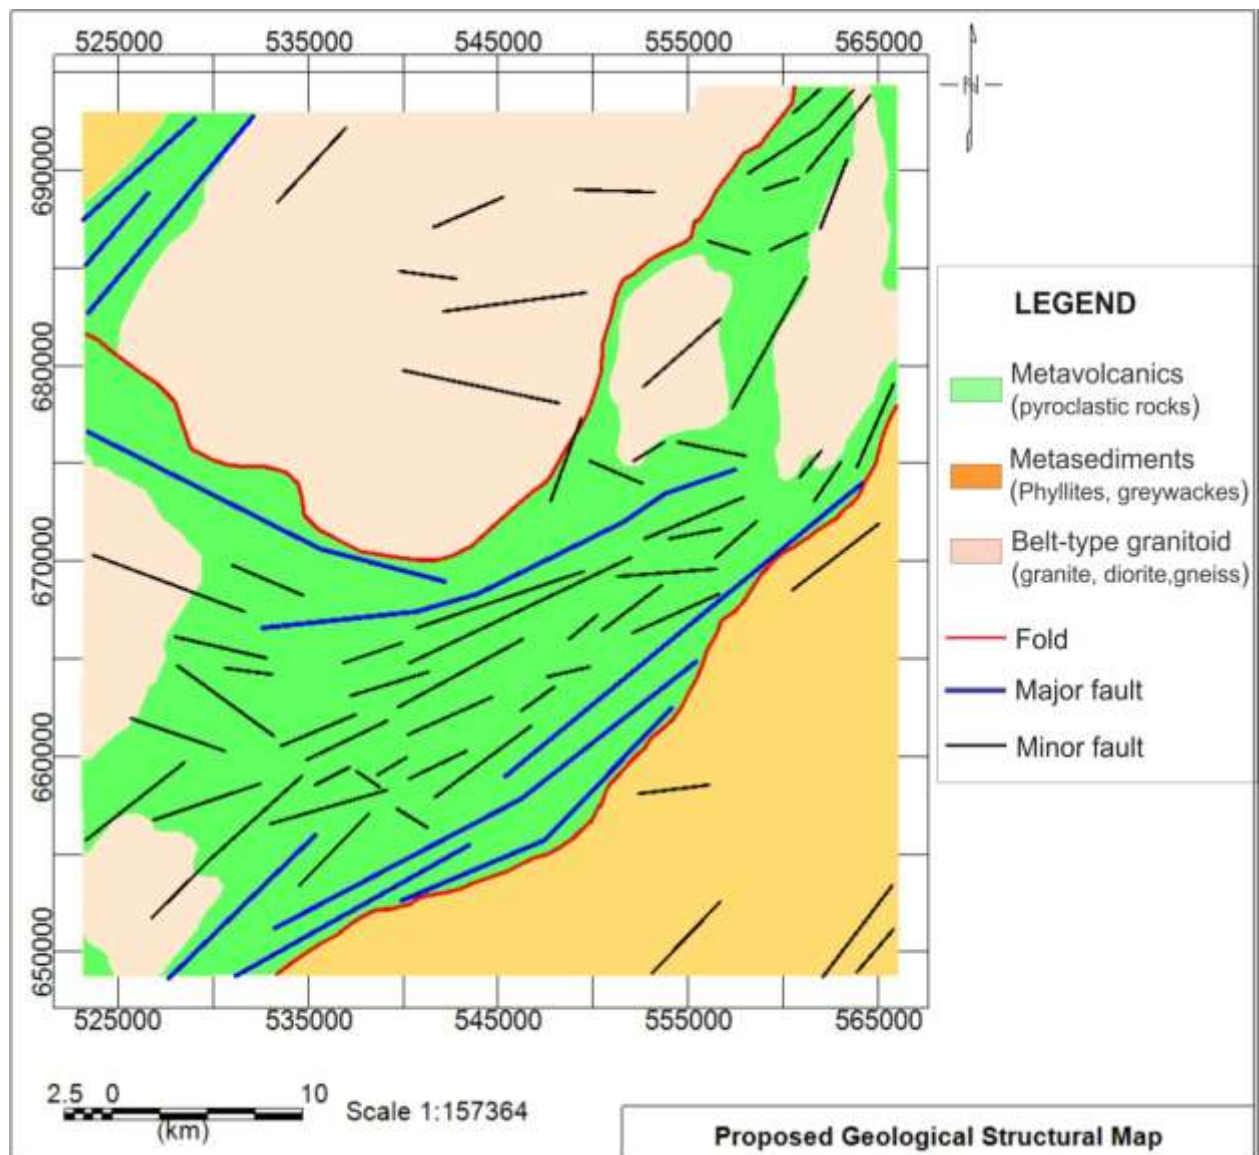 525000 535000 545000 555000 565000
N
690000
680000
670000
660000
650000
LEGEND
Metavolcanics
(pyroclastic rocks)
Metasediments
(Phyllites, greywackes)
Belt-type granitoid
(granite, diorite,gneiss)
Fold
Major fault
Minor fault
525000 535000 545000 555000 565000
2.5 0 10
(km)
Scale 1:157364
Proposed Geological Structural Map